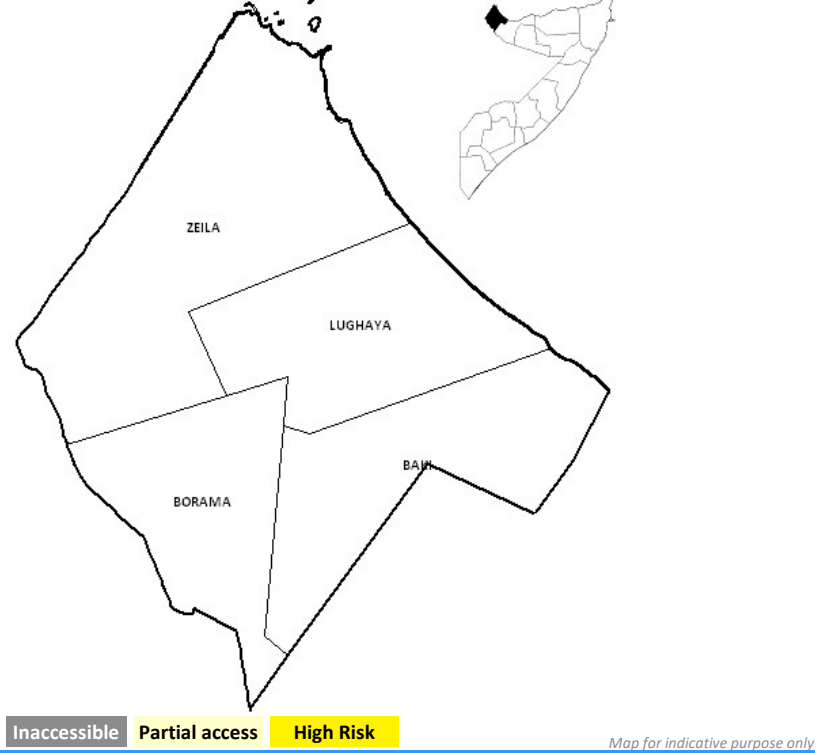 ZEILA
LUGHAYA
BAKI
BORAMA
Inaccessible Partial access High Risk
Map for indicative purpose only